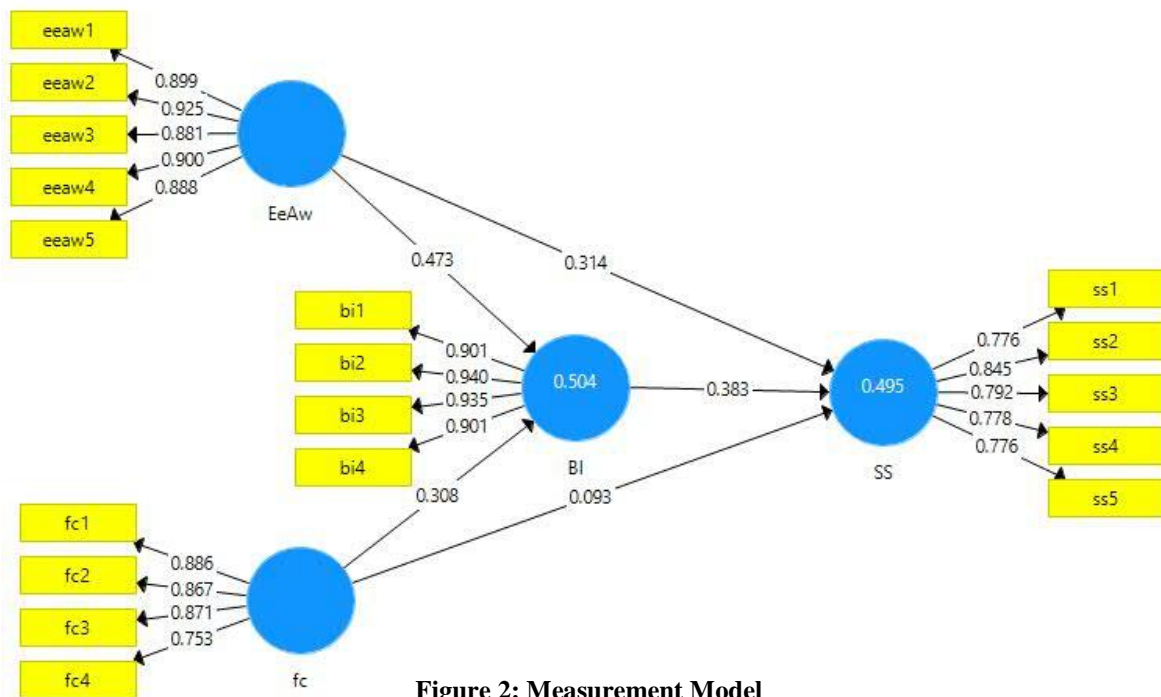 eeaw1
eeaw2
eeaw3
eeaw4
eeaw5
0.899
0.925
0.881
0.900
0.888
EeAw
0.473
0.314
bi1
bi2
bi3
bi4
0.901
0.940
0.935
0.901
0.504
BI
0.383
0.495
SS
ss1
ss2
ss3
ss4
ss5
0.776
0.845
0.792
0.778
0.776
0.308
0.093
fc1
fc2
fc3
fc4
0.886
0.867
0.871
0.753
fc
Figure 2: Measurement Model